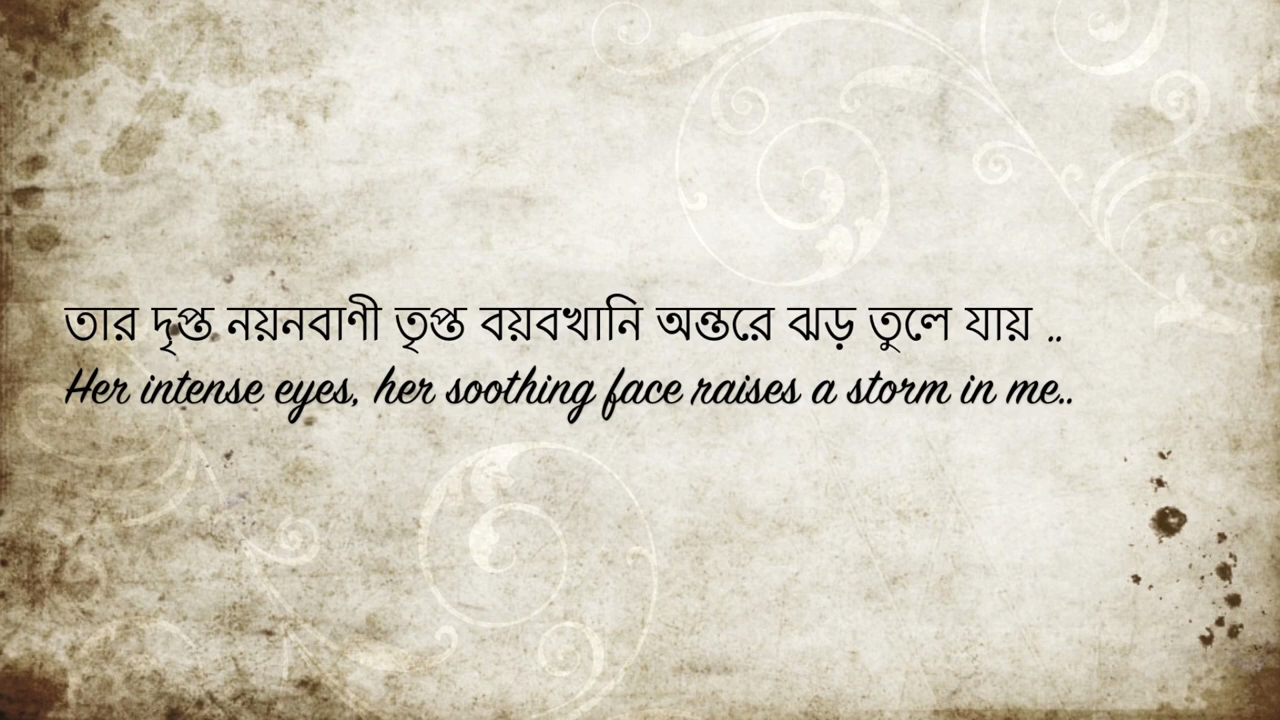 তার দৃপ্ত নয়নবাণী তৃপ্ত বয়বখানি অন্তরে ঝড় তুলে যায় ..
Her intense eyes, her soothing face raises a storm in me..